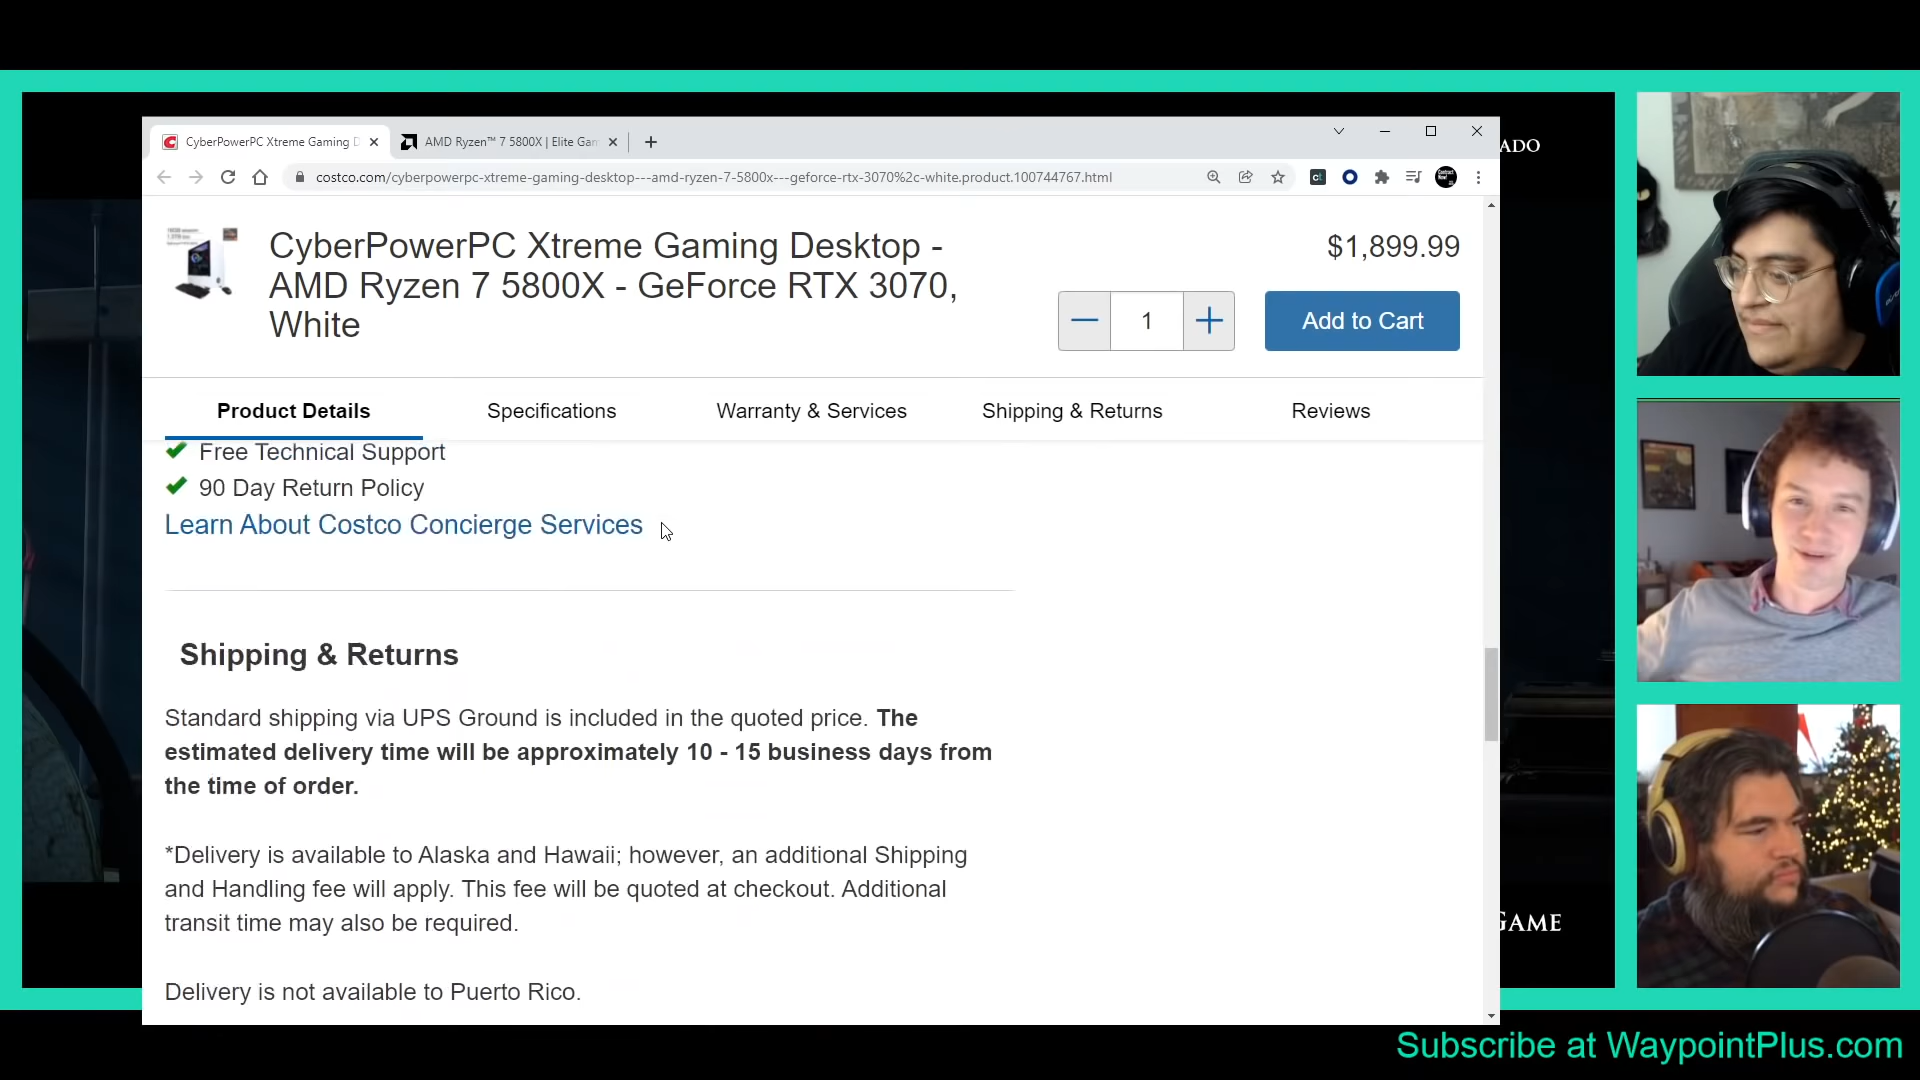 CyberPowerPC Xtreme Gaming D
AMD Ryzen™ 7 5800X | Elite Gam
costco.com/cyberpowerpc-xtreme-gaming-desktop---amd-ryzen-7-5800x---geforce-rtx-3070%2c-white.product.100744767.html
CyberPowerPC Xtreme Gaming Desktop -
AMD Ryzen 7 5800X - GeForce RTX 3070,
White
$1,899.99
1
Add to Cart
Product Details
Specifications
Warranty & Services
Shipping & Returns
Reviews
Free Technical Support
90 Day Return Policy
Learn About Costco Concierge Services
Shipping & Returns
Standard shipping via UPS Ground is included in the quoted price. The
estimated delivery time will be approximately 10 - 15 business days from
the time of order.
*Delivery is available to Alaska and Hawaii; however, an additional Shipping
and Handling fee will apply. This fee will be quoted at checkout. Additional
transit time may also be required.
Delivery is not available to Puerto Rico.
ADO
GAME
Subscribe at WaypointPlus.com